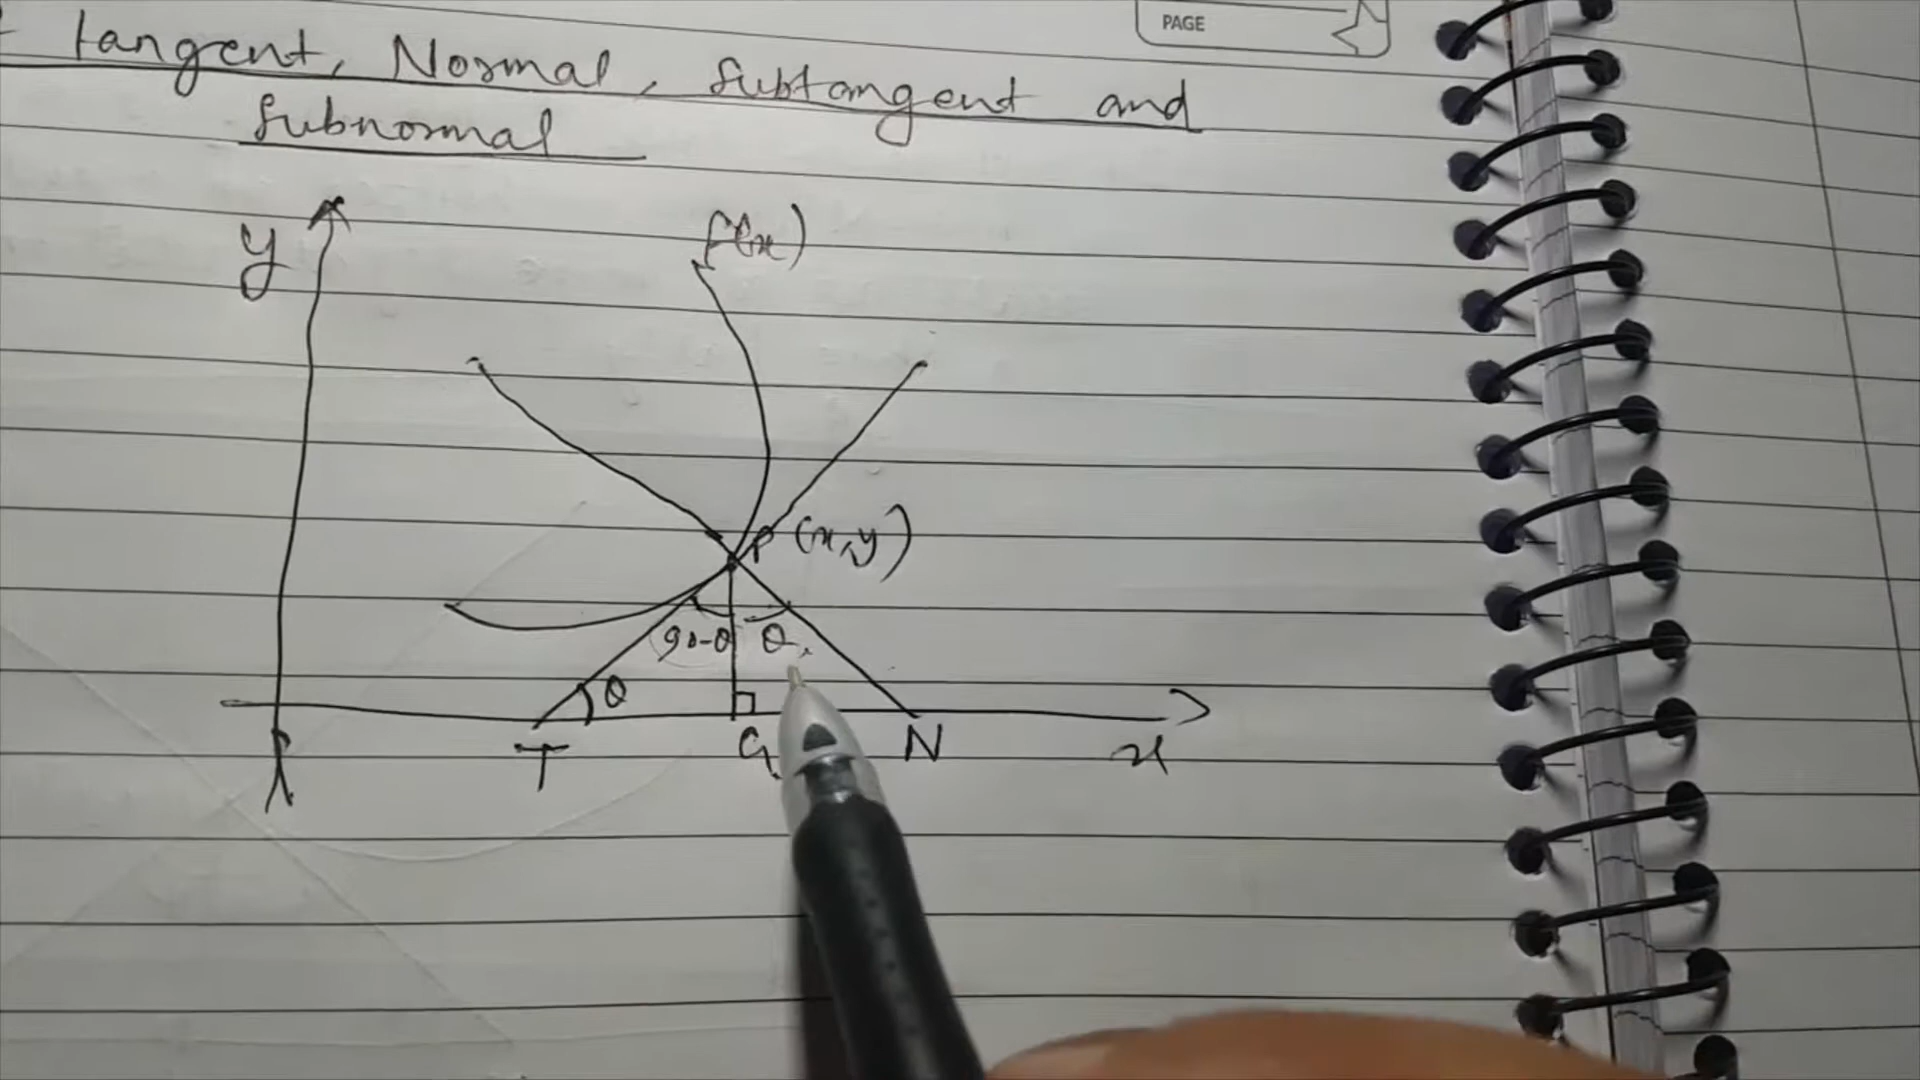 PAGE
tangent, Normal, Subtangent and
Subnormal
y
f(x)
P (x,y)
90-θ θ
θ
T G N x